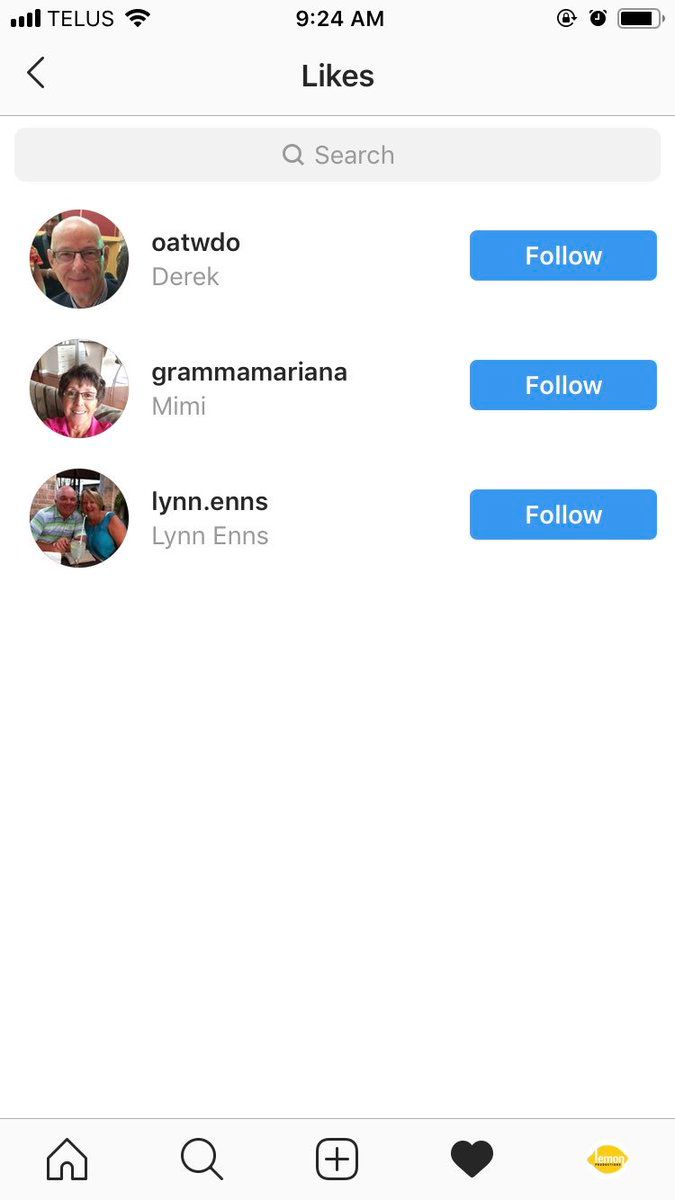 TELUS 9:24 AM
Likes
Search
oatwdo
Derek
Follow
grammamariana
Mimi
Follow
lynn.enns
Lynn Enns
Follow
lemon
PRODUCTIONS